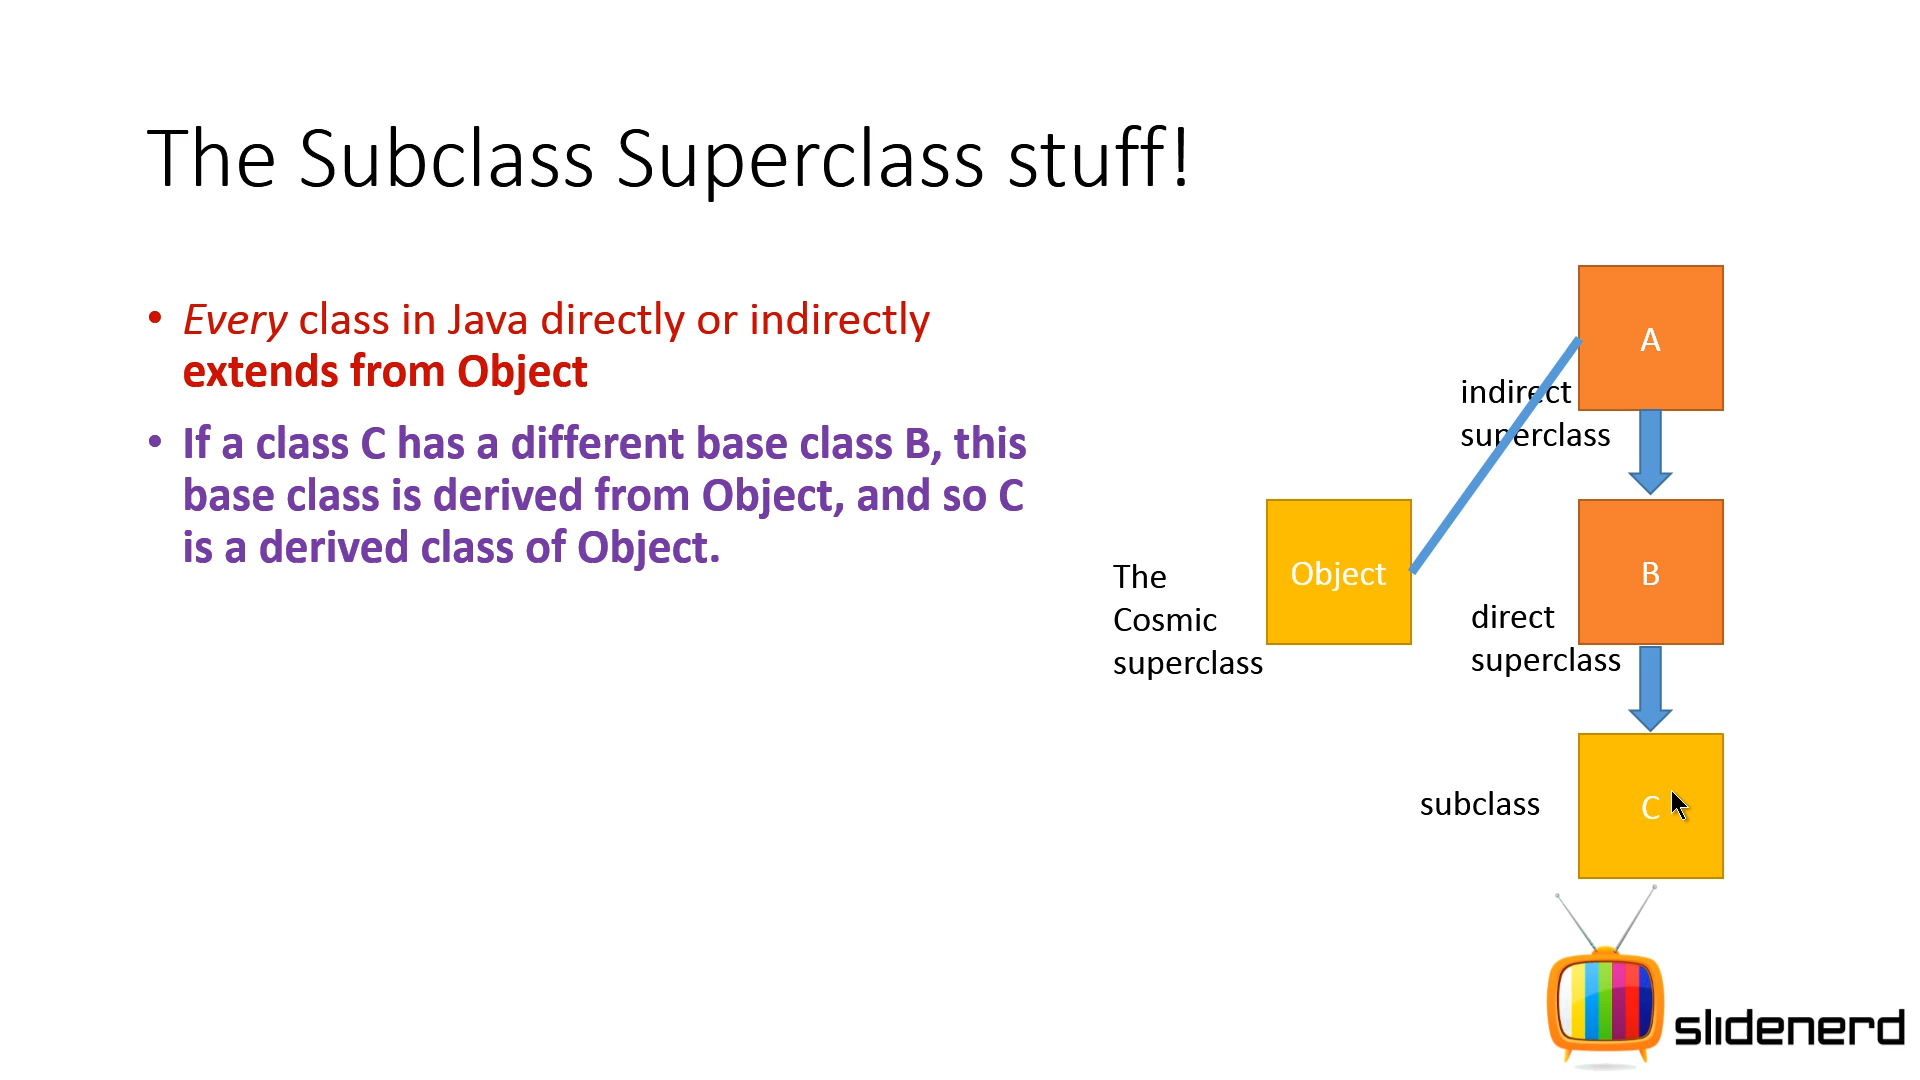 The Subclass Superclass stuff!
• Every class in Java directly or indirectly
extends from Object
• If a class C has a different base class B, this
base class is derived from Object, and so C
is a derived class of Object.
A
indirect
superclass
Object
B
The
Cosmic
superclass
direct
superclass
subclass
C
slidenerd